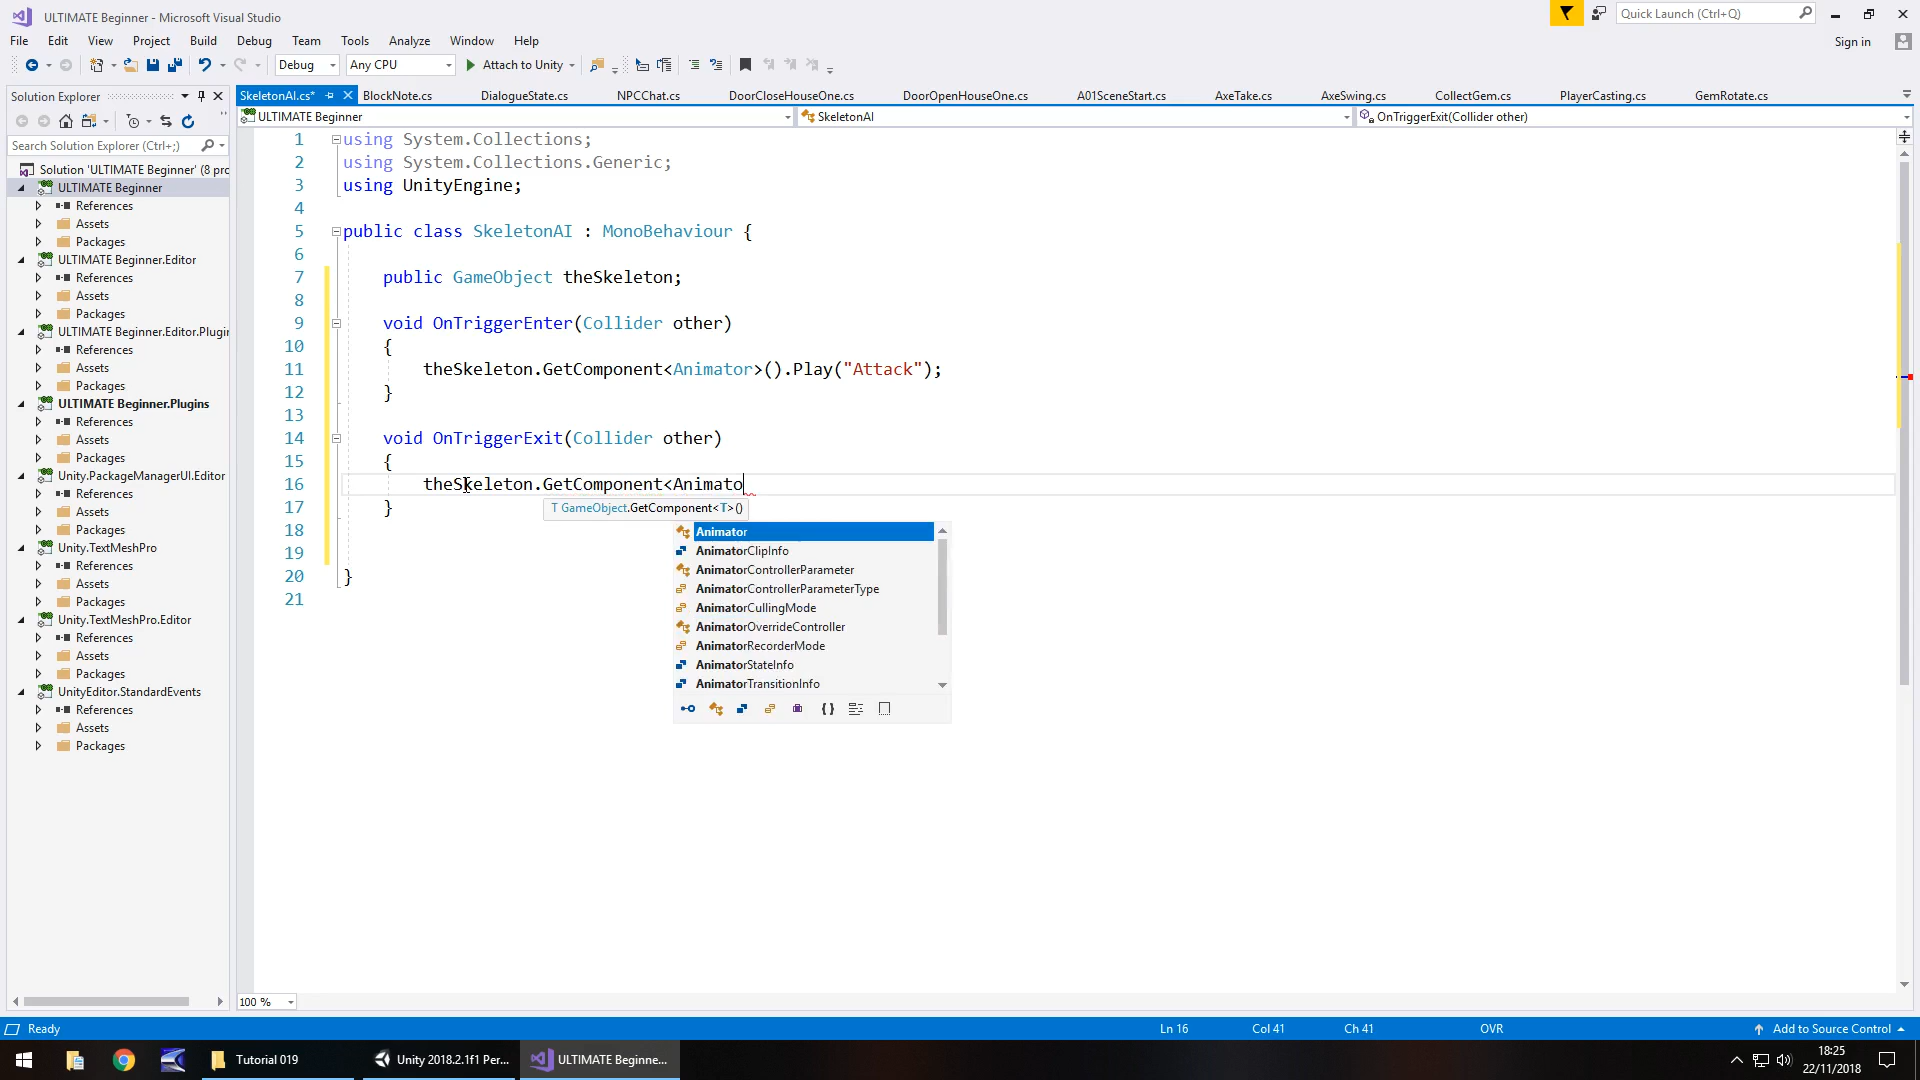 ULTIMATE Beginner - Microsoft Visual Studio
Quick Launch (Ctrl+Q)
File Edit View Project Build Debug Team Tools Analyze Window Help
Sign in
Debug Any CPU Attach to Unity
Solution Explorer
SkeletonAI.cs* BlockNote.cs DialogueState.cs NPCChat.cs DoorCloseHouseOne.cs DoorOpenHouseOne.cs A01SceneStart.cs AxeTake.cs AxeSwing.cs CollectGem.cs PlayerCasting.cs GemRotate.cs
ULTIMATE Beginner SkeletonAI OnTriggerExit(Collider other)
Search Solution Explorer (Ctrl+;)
Solution 'ULTIMATE Beginner' (8 pro
ULTIMATE Beginner
References
Assets
Packages
ULTIMATE Beginner.Editor
References
Assets
Packages
ULTIMATE Beginner.Editor.Plugin
References
Assets
Packages
ULTIMATE Beginner.Plugins
References
Assets
Packages
Unity.PackageManagerUI.Editor
References
Assets
Packages
Unity.TextMeshPro
References
Assets
Packages
Unity.TextMeshPro.Editor
References
Assets
Packages
UnityEditor.StandardEvents
References
Assets
Packages
1 using System.Collections;
2 using System.Collections.Generic;
3 using UnityEngine;
4
5 public class SkeletonAI : MonoBehaviour {
6
7 public GameObject theSkeleton;
8
9 void OnTriggerEnter(Collider other)
10 {
11 theSkeleton.GetComponent<Animator>().Play("Attack");
12 }
13
14 void OnTriggerExit(Collider other)
15 {
16 theSkeleton.GetComponent<Animato
17 }
18
19
20 }
21
T GameObject.GetComponent<T>()
Animator
AnimatorClipInfo
AnimatorControllerParameter
AnimatorControllerParameterType
AnimatorCullingMode
AnimatorOverrideController
AnimatorRecorderMode
AnimatorStateInfo
AnimatorTransitionInfo
100 %
Ready Ln 16 Col 41 Ch 41 OVR Add to Source Control
Tutorial 019 Unity 2018.2.1f1 Per... ULTIMATE Beginne...
18:25
22/11/2018